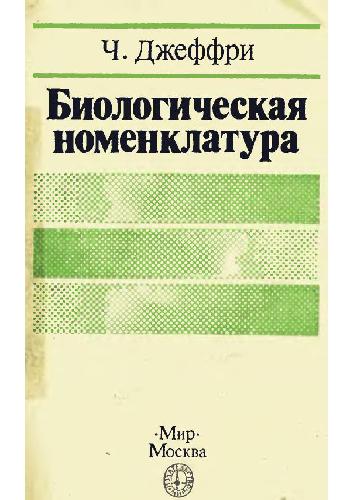 Ч. Джеффри
Биологическая
номенклатура
·Мир·
Москва